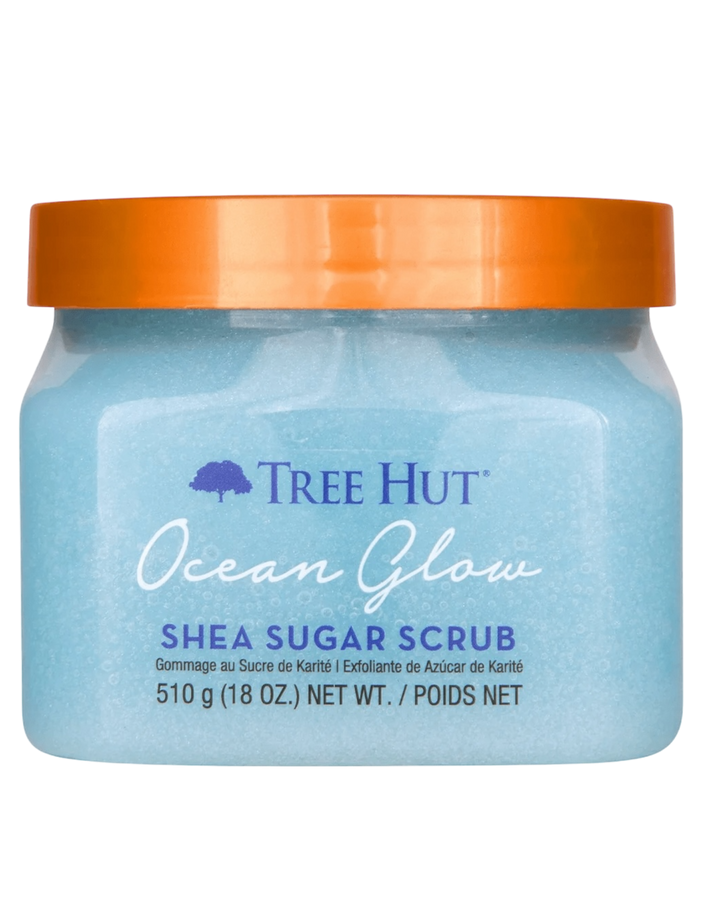 TREE HUT®
Ocean Glow
SHEA SUGAR SCRUB
Gommage au Sucre de Karité | Exfoliante de Azúcar de Karité
510 g (18 OZ.) NET WT. / POIDS NET